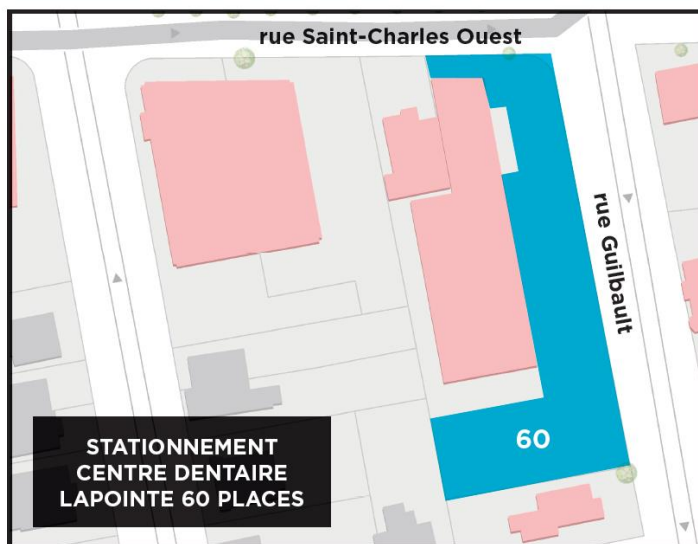 rue Saint-Charles Ouest
rue Guilbault
60
STATIONNEMENT
CENTRE DENTAIRE
LAPOINTE 60 PLACES